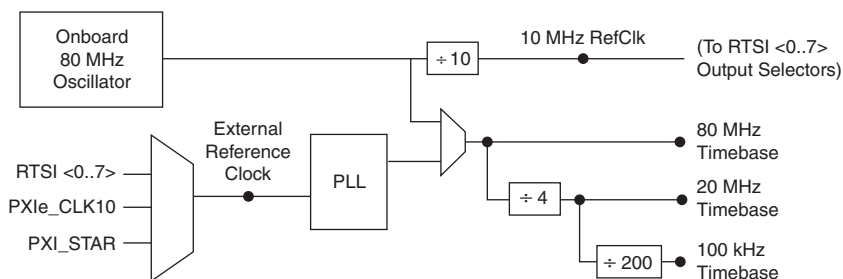 Onboard
80 MHz
Oscillator
÷ 10
10 MHz RefClk
(To RTSI <0..7>
Output Selectors)
External
Reference
Clock
RTSI <0..7>
PXIe_CLK10
PXI_STAR
PLL
80 MHz
Timebase
÷ 4
20 MHz
Timebase
÷ 200
100 kHz
Timebase